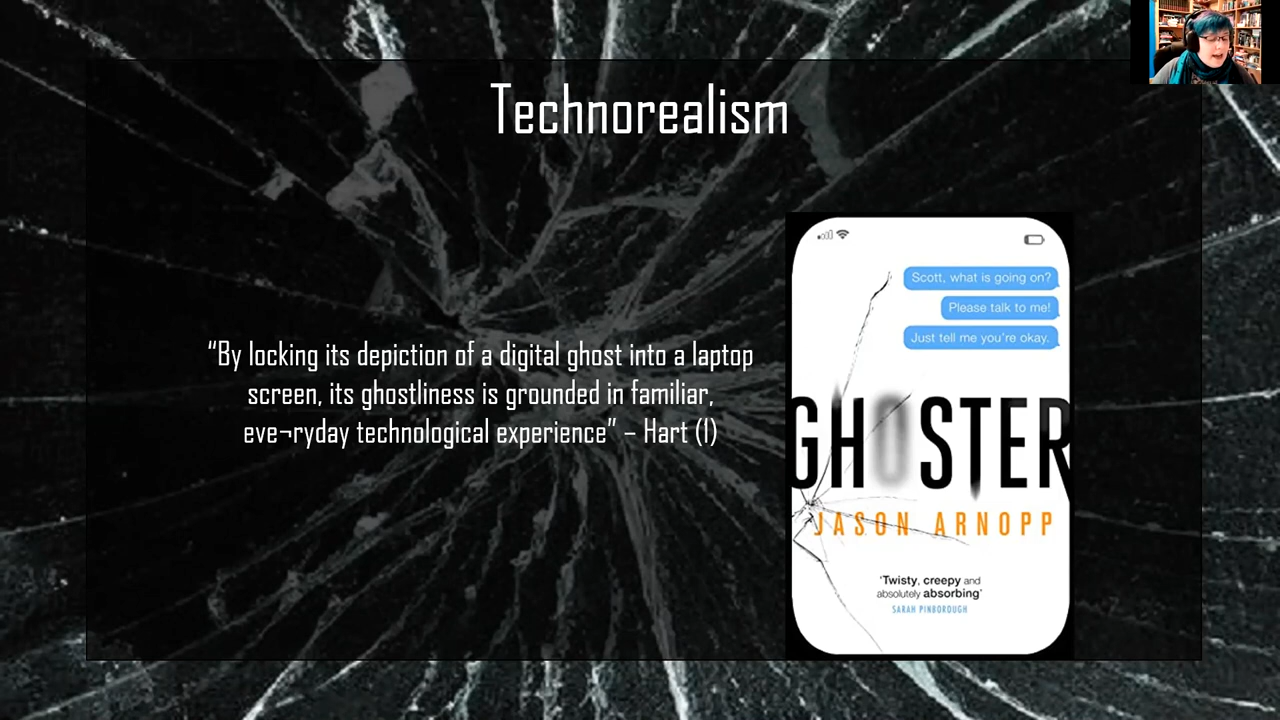 Technorealism
“By locking its depiction of a digital ghost into a laptop
screen, its ghostliness is grounded in familiar,
eve¬ryday technological experience” – Hart (1)
Scott, what is going on?
Please talk to me!
Just tell me you're okay.
GHOSTER
JASON ARNOPP
‘Twisty, creepy and
absolutely absorbing’
SARAH PINBOROUGH